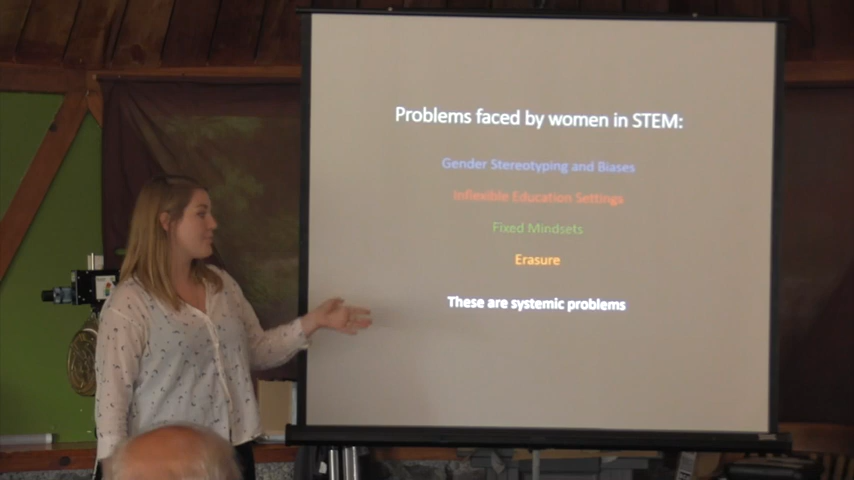 Problems faced by women in STEM:
Gender Stereotyping and Biases
Inflexible Education Settings
Fixed Mindsets
Erasure
These are systemic problems